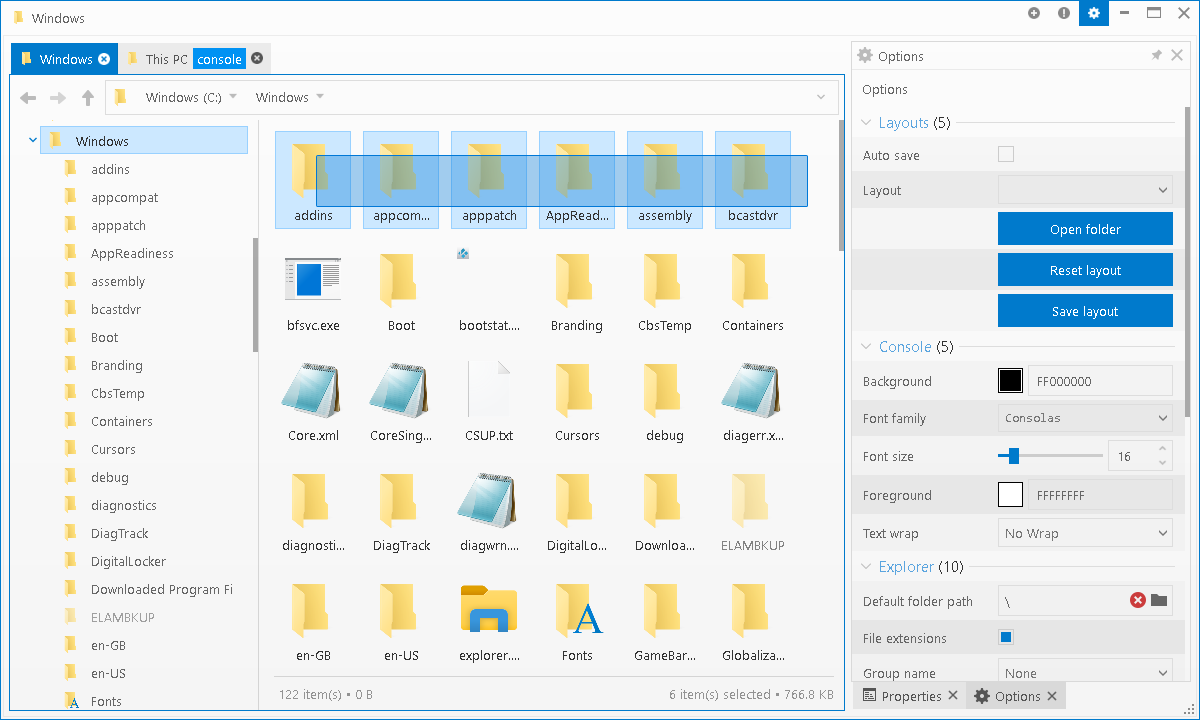 Windows
Windows
This PC console
Windows (C:) Windows
Windows
addins
appcompat
apppatch
AppReadiness
assembly
bcastdvr
Boot
Branding
CbsTemp
Containers
Cursors
debug
diagnostics
DiagTrack
DigitalLocker
Downloaded Program Fi
ELAMBKUP
en-GB
en-US
Fonts
addins appcom... apppatch AppRead... assembly bcastdvr
bfsvc.exe Boot bootstat.... Branding CbsTemp Containers
Core.xml CoreSing... CSUP.txt Cursors debug diagerr.x...
diagnosti... DiagTrack diagwrn.... DigitalLo... Downloa... ELAMBKUP
en-GB en-US explorer.... Fonts GameBar... Globaliza...
122 item(s) • 0 B 6 item(s) selected • 766.8 KB
Options
Options
Layouts (5)
Auto save
Layout
Open folder
Reset layout
Save layout
Console (5)
Background FF000000
Font family Consolas
Font size 16
Foreground FFFFFFFF
Text wrap No Wrap
Explorer (10)
Default folder path \
File extensions
Group name None
Properties Options